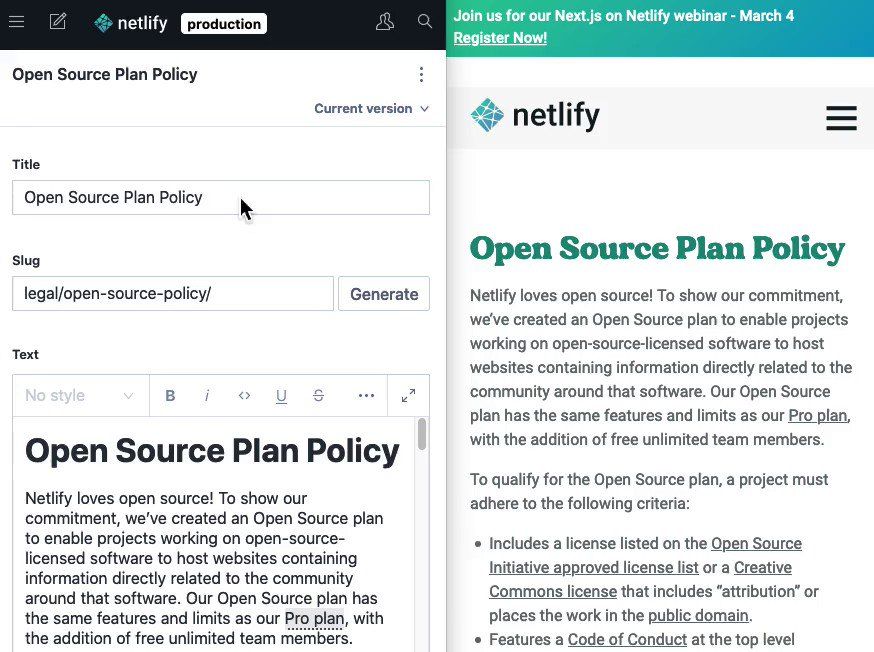 netlify production
Open Source Plan Policy
Current version
Title
Open Source Plan Policy
Slug
legal/open-source-policy/
Generate
Text
No style
B i <> U S ...
Open Source Plan Policy
Netlify loves open source! To show our
commitment, we’ve created an Open Source plan
to enable projects working on open-source-
licensed software to host websites containing
information directly related to the community
around that software. Our Open Source plan has
the same features and limits as our Pro plan, with
the addition of free unlimited team members.
Join us for our Next.js on Netlify webinar - March 4
Register Now!
netlify
Open Source Plan Policy
Netlify loves open source! To show our commitment,
we’ve created an Open Source plan to enable projects
working on open-source-licensed software to host
websites containing information directly related to the
community around that software. Our Open Source
plan has the same features and limits as our Pro plan,
with the addition of free unlimited team members.
To qualify for the Open Source plan, a project must
adhere to the following criteria:
• Includes a license listed on the Open Source
Initiative approved license list or a Creative
Commons license that includes “attribution” or
places the work in the public domain.
• Features a Code of Conduct at the top level